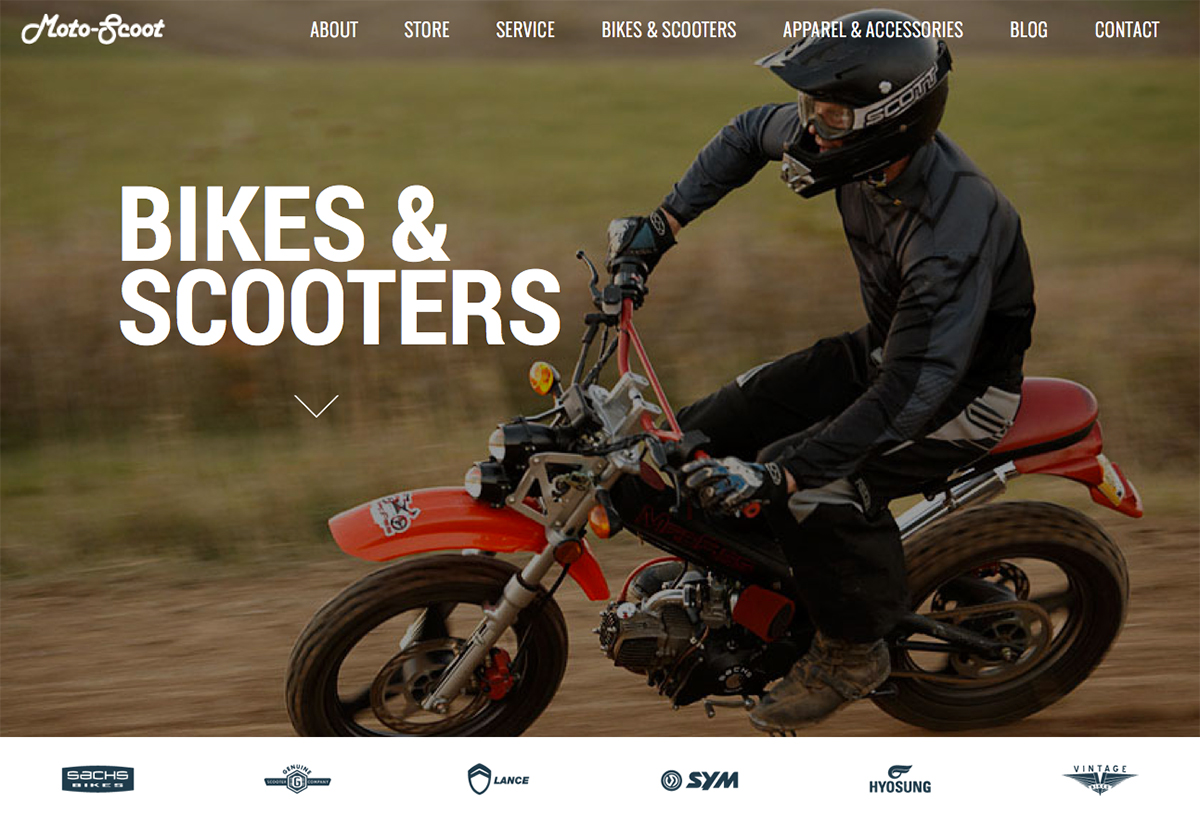 Moto-Scoot
ABOUT STORE SERVICE BIKES & SCOOTERS APPAREL & ACCESSORIES BLOG CONTACT
SCOTT
BIKES &
SCOOTERS
SACHS
SACHS
BIKES
GENUINE
SCOOTER G COMPANY
LANCE
SYM
HYOSUNG
VINTAGE